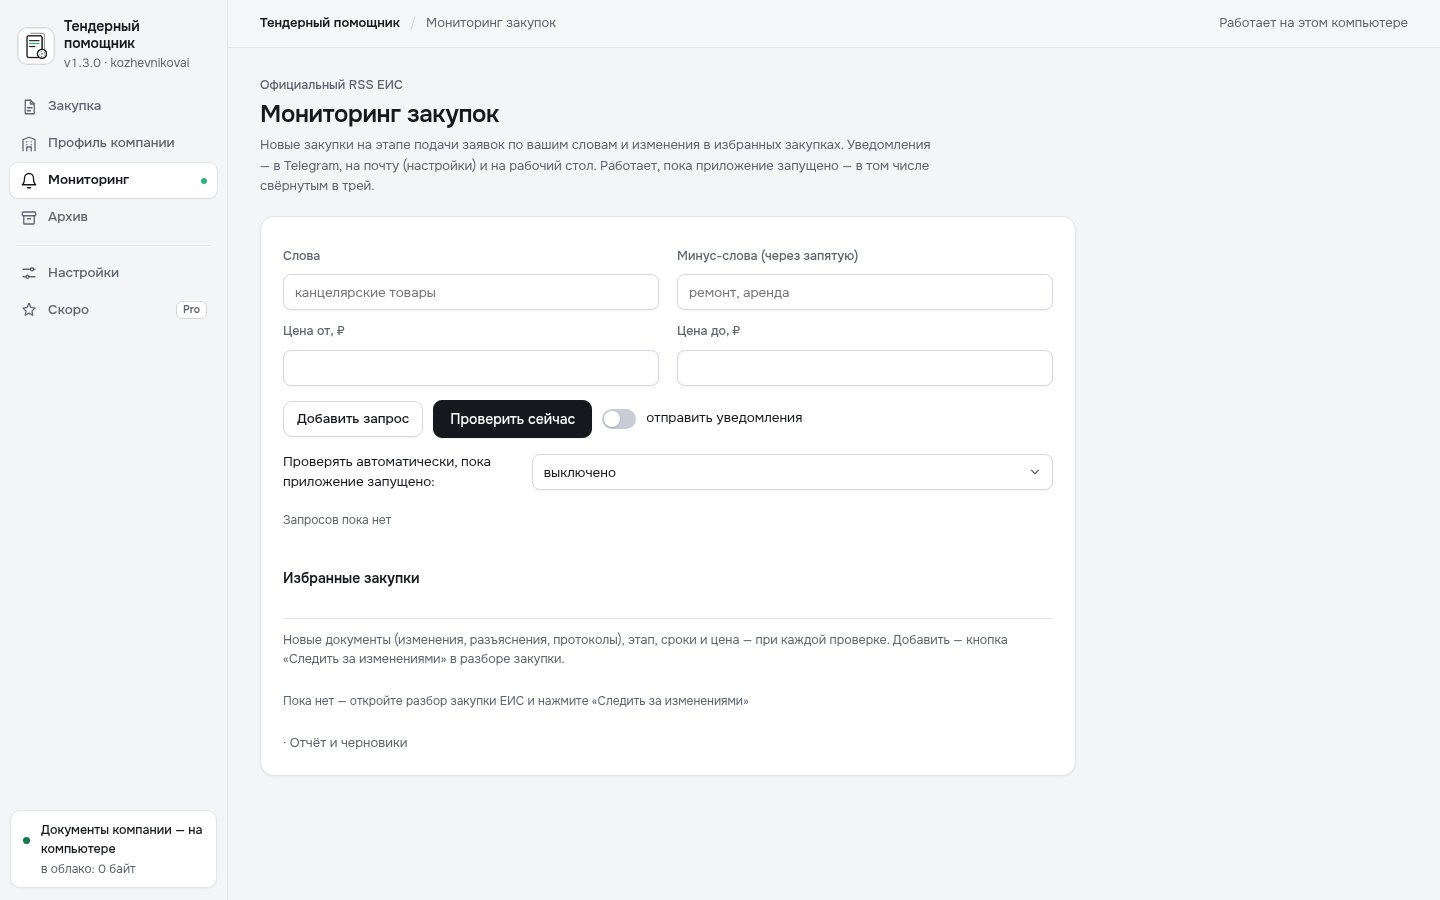 Тендерный
помощник
v1.3.0 · kozhevnikovai
Закупка
Профиль компании
Мониторинг
Архив
Настройки
Скоро
Pro
Документы компании — на
компьютере
в облако: 0 байт
Тендерный помощник / Мониторинг закупок
Работает на этом компьютере
Официальный RSS ЕИС
Мониторинг закупок
Новые закупки на этапе подачи заявок по вашим словам и изменения в избранных закупках. Уведомления
— в Telegram, на почту (настройки) и на рабочий стол. Работает, пока приложение запущено — в том числе
свёрнутым в трей.
Слова
Минус-слова (через запятую)
канцелярские товары
ремонт, аренда
Цена от, ₽
Цена до, ₽
Добавить запрос
Проверить сейчас
отправить уведомления
Проверять автоматически, пока
приложение запущено:
выключено
Запросов пока нет
Избранные закупки
Новые документы (изменения, разъяснения, протоколы), этап, сроки и цена — при каждой проверке. Добавить — кнопка
«Следить за изменениями» в разборе закупки.
Пока нет — откройте разбор закупки ЕИС и нажмите «Следить за изменениями»
· Отчёт и черновики